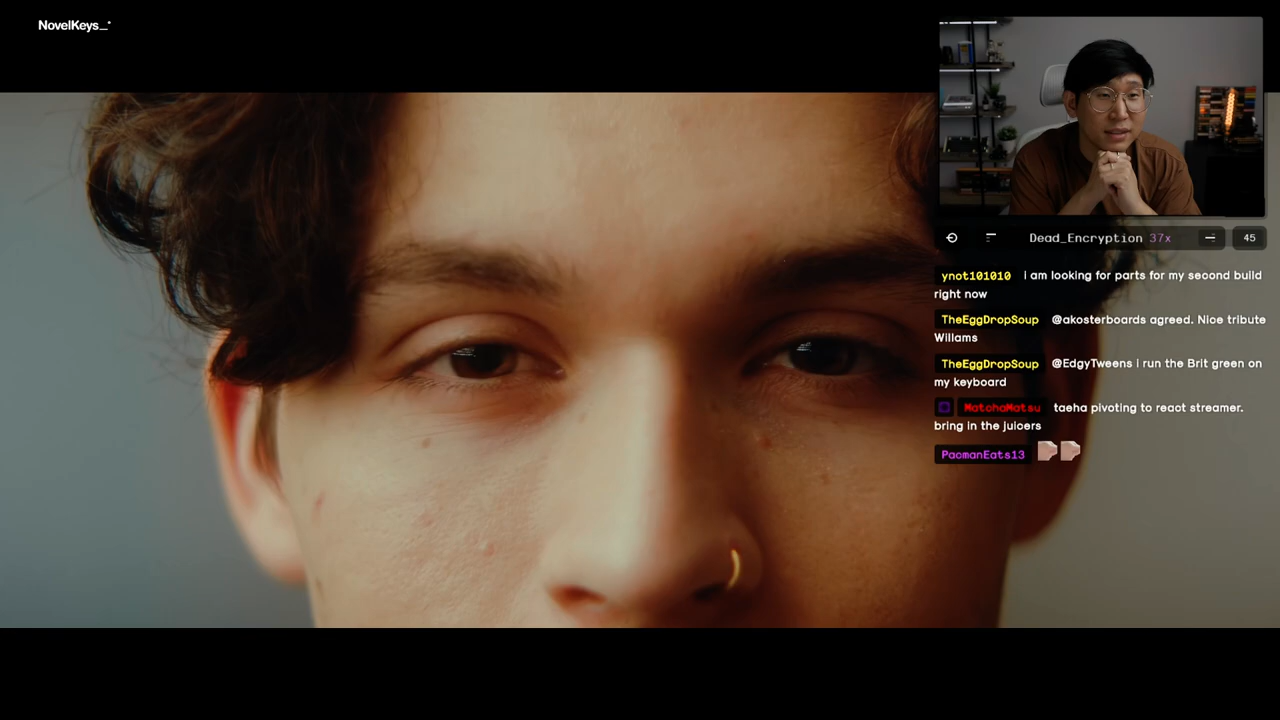 NovelKeys_°
Dead_Encryption 37x
45
ynot101010 i am looking for parts for my second build
right now
TheEggDropSoup @akosterboards agreed. Nice tribute
Willams
TheEggDropSoup @EdgyTweens i run the Brit green on
my keyboard
MatchaMatsu taeha pivoting to react streamer.
bring in the juicers
PacmanEats13